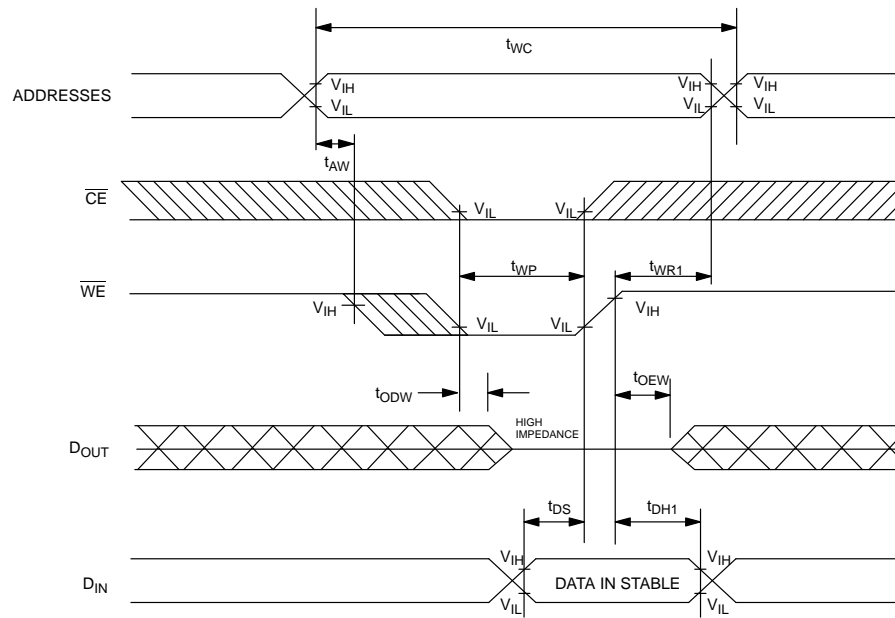 tWC
ADDRESSES
VIH
VIL
VIH
VIL
VIH
VIL
tAW
CE
VIL
VIL
tWP
tWR1
WE
VIH
VIL
VIL
VIH
tODW
tOEW
HIGH
IMPEDANCE
DOUT
tDS
tDH1
DIN
VIH
VIL
DATA IN STABLE
VIH
VIL